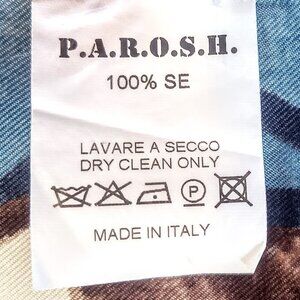 P.A.R.O.S.H.
100% SE
LAVARE A SECCO
DRY CLEAN ONLY
P
MADE IN ITALY